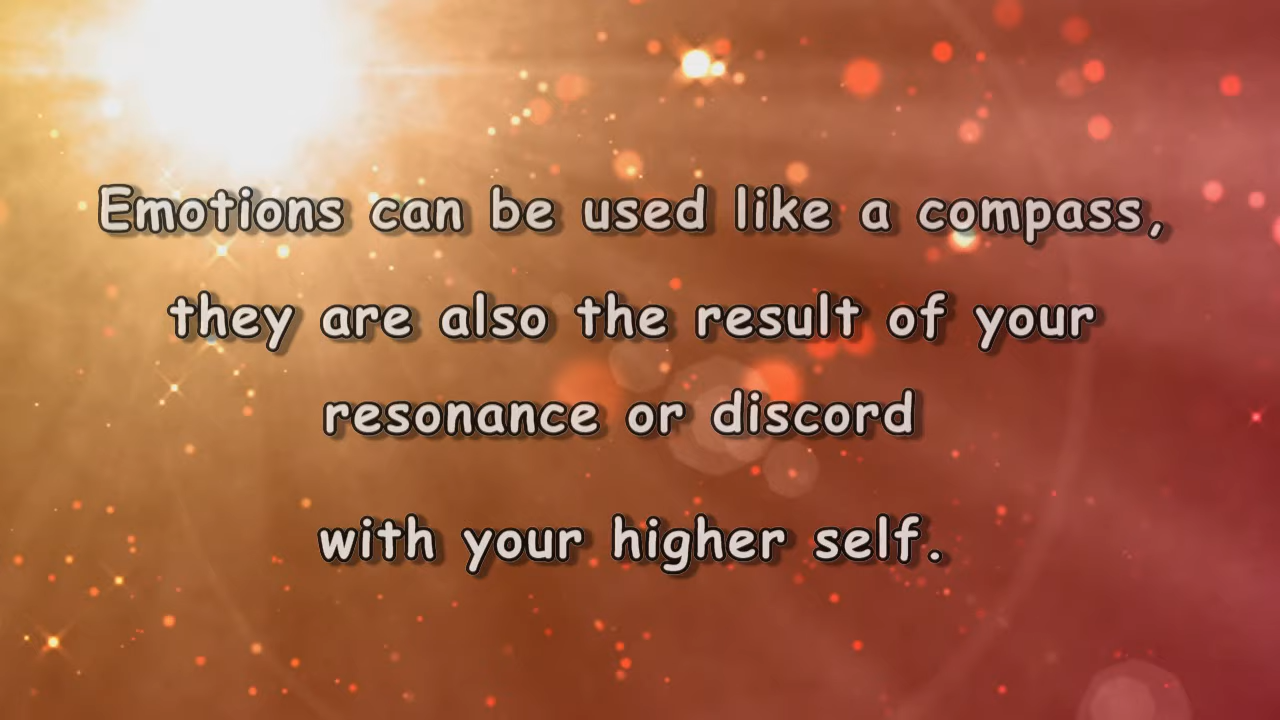 Emotions can be used like a compass,
they are also the result of your
resonance or discord
with your higher self.